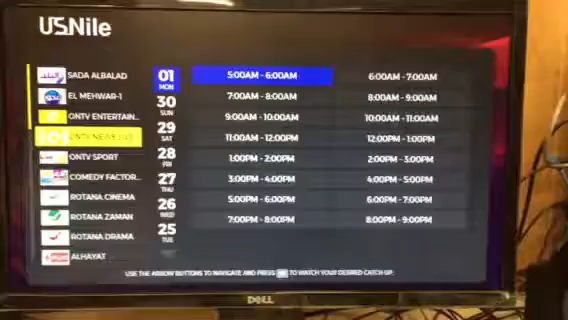 USNile
SADA ALBALAD
EL MEHWAR-1
ONTV ENTERTAIN..
ONTV NEWS
ONTV SPORT
COMEDY FACTOR..
ROTANA CINEMA
ROTANA ZAMAN
ROTANA DRAMA
ALHAYAT
01
MON
30
SUN
29
SAT
28
FRI
27
THU
26
WED
25
TUE
5:00AM - 6:00AM 6:00AM - 7:00AM
7:00AM - 8:00AM 8:00AM - 9:00AM
9:00AM - 10:00AM 10:00AM - 11:00AM
11:00AM - 12:00PM 12:00PM - 1:00PM
1:00PM - 2:00PM 2:00PM - 3:00PM
3:00PM - 4:00PM 4:00PM - 5:00PM
5:00PM - 6:00PM 6:00PM - 7:00PM
7:00PM - 8:00PM 8:00PM - 9:00PM
USE THE ARROW BUTTONS TO NAVIGATE AND PRESS OK TO WATCH YOUR DESIRED CATCH UP.
DELL